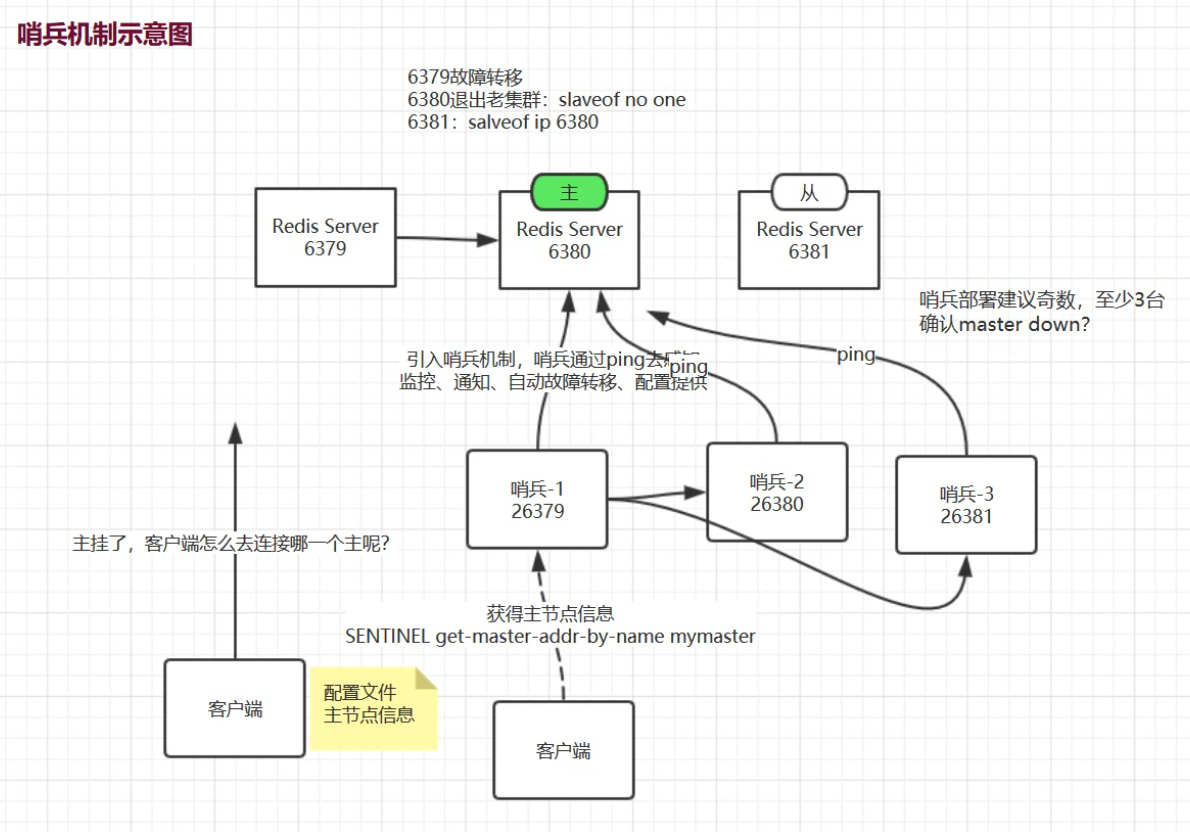 哨兵机制示意图
6379故障转移
6380退出老集群：slaveof no one
6381：salveof ip 6380
主
从
Redis Server
6379
Redis Server
6380
Redis Server
6381
哨兵部署建议奇数，至少3台
确认master down?
引入哨兵机制，哨兵通过ping去感知
监控、通知、自动故障转移、配置提供
ping
ping
哨兵-1
26379
哨兵-2
26380
哨兵-3
26381
主挂了，客户端怎么去连接哪一个主呢?
获得主节点信息
SENTINEL get-master-addr-by-name mymaster
客户端
配置文件
主节点信息
客户端